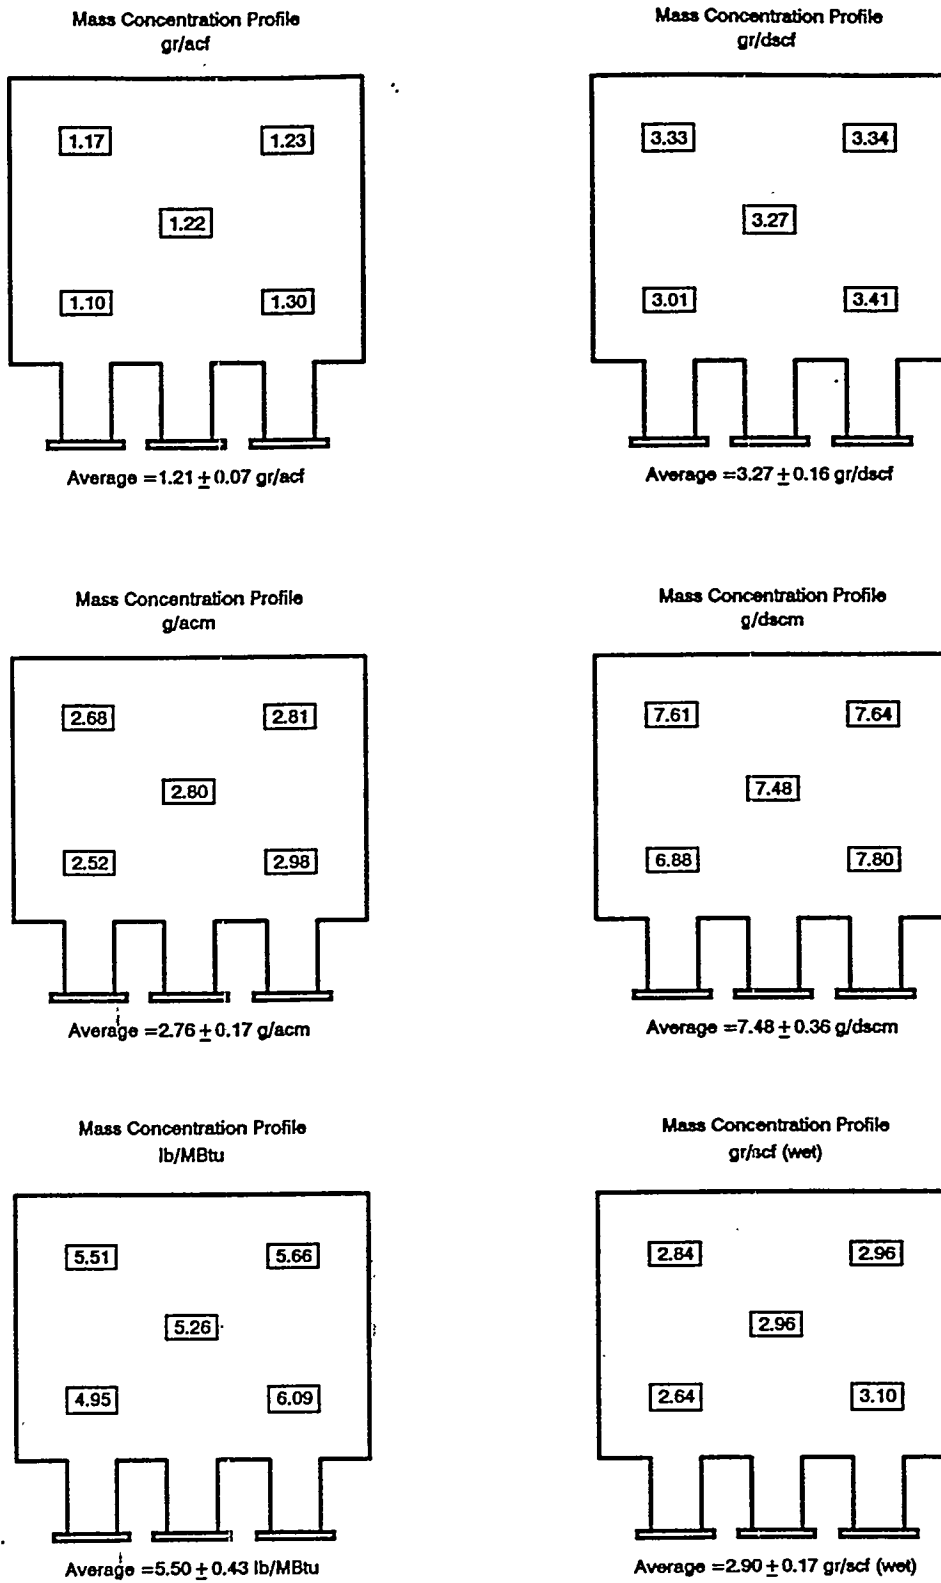 Mass Concentration Profile
gr/acf
1.17
1.23
1.22
1.10
1.30
Average =1.21 ± 0.07 gr/acf
Mass Concentration Profile
gr/dscf
3.33
3.34
3.27
3.01
3.41
Average =3.27 ± 0.16 gr/dscf
Mass Concentration Profile
g/acm
2.68
2.81
2.80
2.52
2.98
Average =2.76 ± 0.17 g/acm
Mass Concentration Profile
g/dscm
7.61
7.64
7.48
6.88
7.80
Average =7.48 ± 0.36 g/dscm
Mass Concentration Profile
lb/MBtu
5.51
5.66
5.26
4.95
6.09
Average =5.50 ± 0.43 lb/MBtu
Mass Concentration Profile
gr/scf (wet)
2.84
2.96
2.96
2.64
3.10
Average =2.90 ± 0.17 gr/scf (wet)